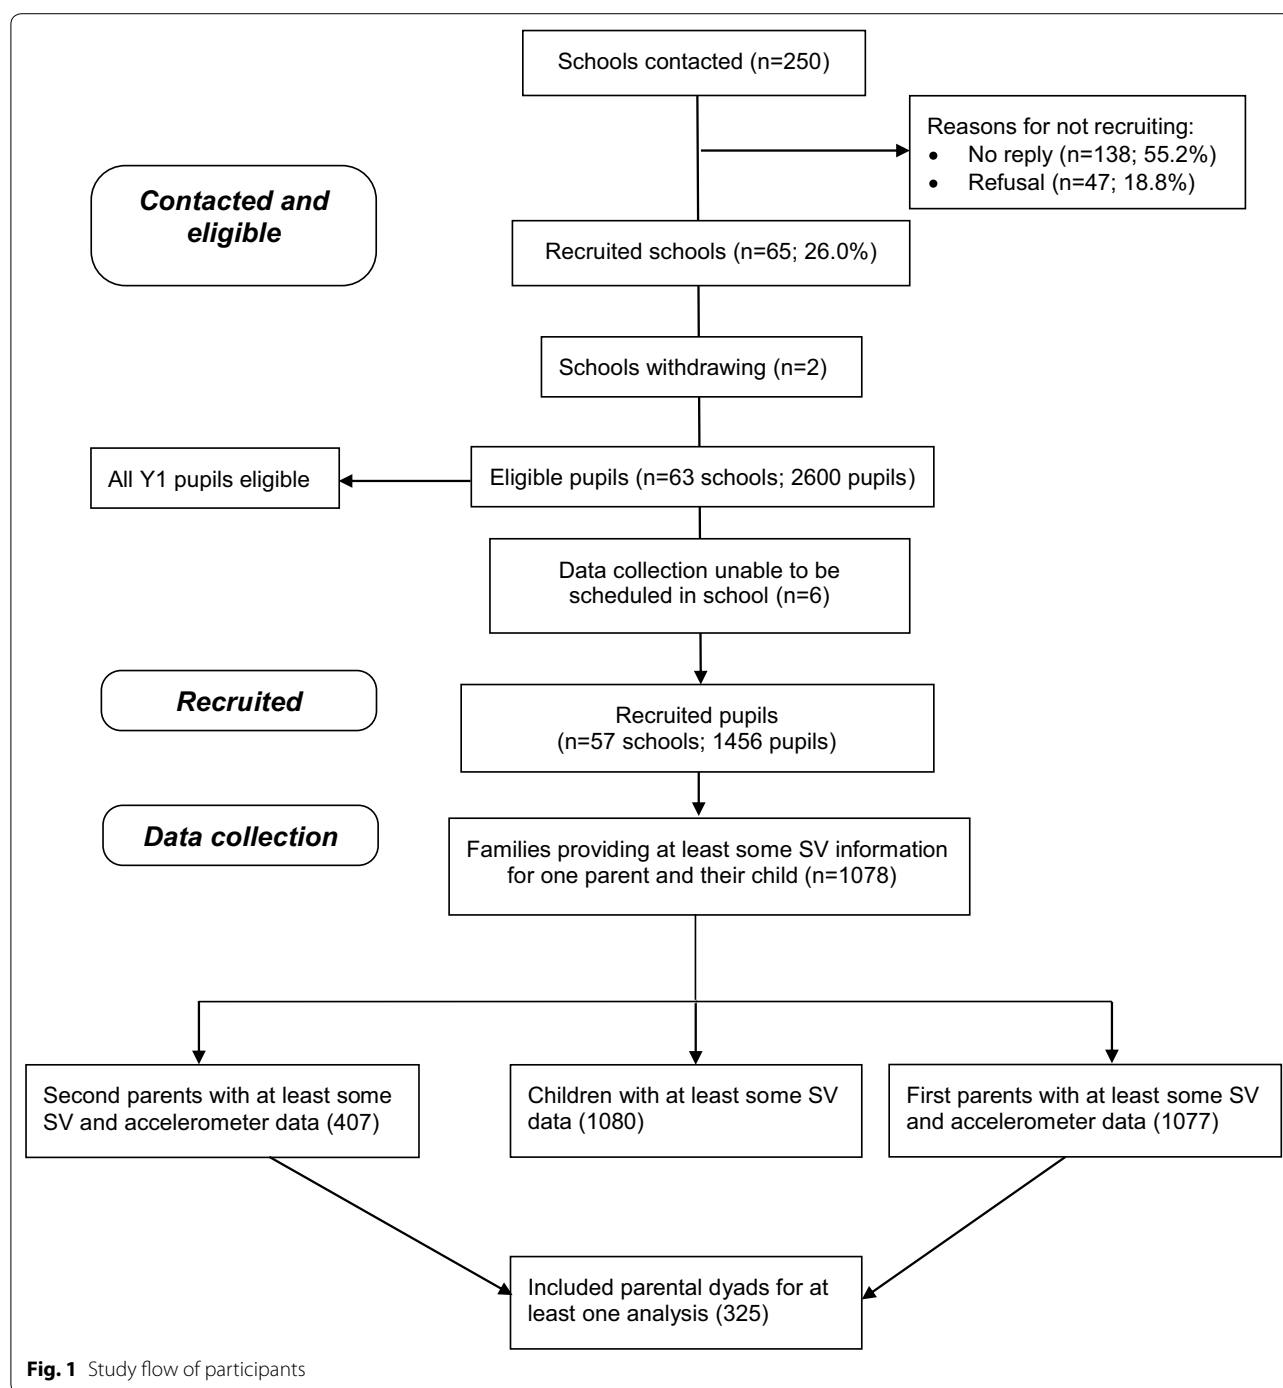 Schools contacted (n=250)
Reasons for not recruiting:
• No reply (n=138; 55.2%)
• Refusal (n=47; 18.8%)
Contacted and
eligible
Recruited schools (n=65; 26.0%)
Schools withdrawing (n=2)
All Y1 pupils eligible
Eligible pupils (n=63 schools; 2600 pupils)
Data collection unable to be
scheduled in school (n=6)
Recruited
Recruited pupils
(n=57 schools; 1456 pupils)
Data collection
Families providing at least some SV information
for one parent and their child (n=1078)
Second parents with at least some
SV and accelerometer data (407)
Children with at least some SV
data (1080)
First parents with at least some SV
and accelerometer data (1077)
Included parental dyads for at
least one analysis (325)
Fig. 1 Study flow of participants